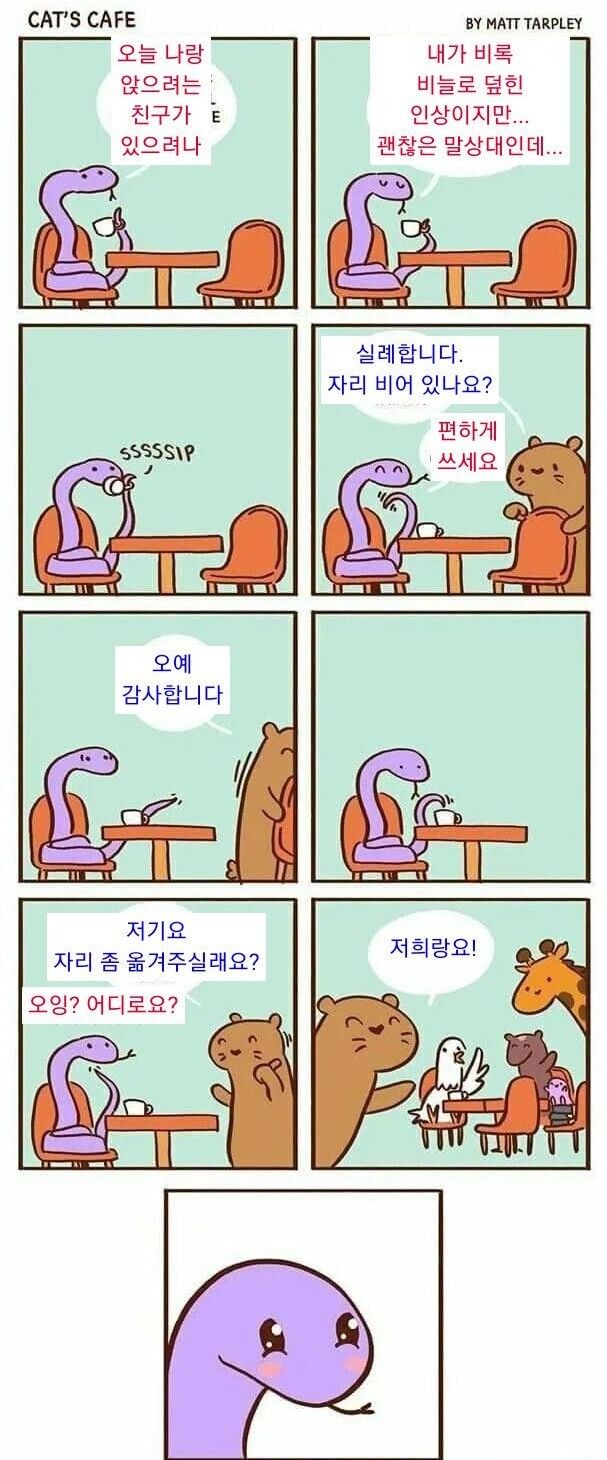 CAT'S CAFE
BY MATT TARPLEY
오늘 나랑
앉으려는
친구가
있으려나
E
내가 비록
비늘로 덮힌
인상이지만...
괜찮은 말상대인데...
SSSSSIP
실례합니다.
자리 비어 있나요?
편하게
쓰세요
오예
감사합니다
저기요
자리 좀 옮겨주실래요?
오잉? 어디로요?
저희랑요!